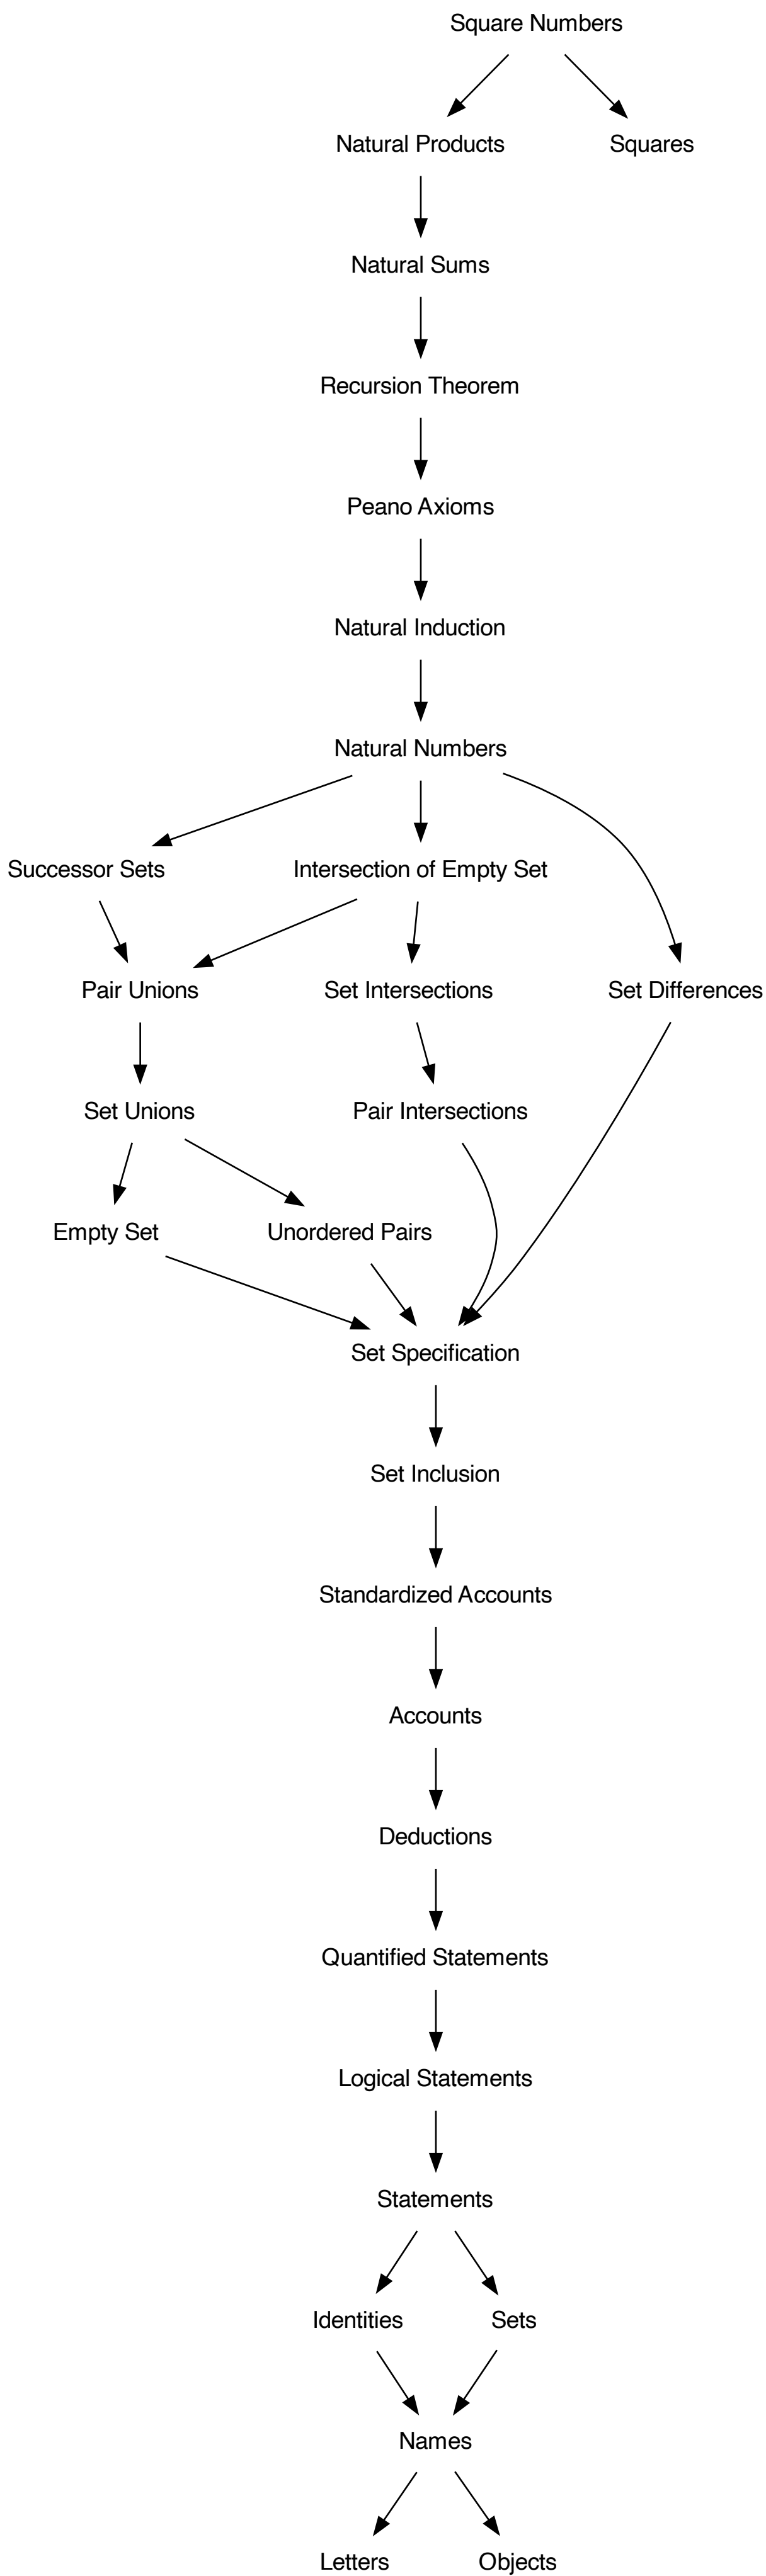 Square Numbers
Natural Products
Squares
Natural Sums
Recursion Theorem
Peano Axioms
Natural Induction
Natural Numbers
Successor Sets
Intersection of Empty Set
Pair Unions
Set Intersections
Set Differences
Set Unions
Pair Intersections
Empty Set
Unordered Pairs
Set Specification
Set Inclusion
Standardized Accounts
Accounts
Deductions
Quantified Statements
Logical Statements
Statements
Identities
Sets
Names
Letters
Objects